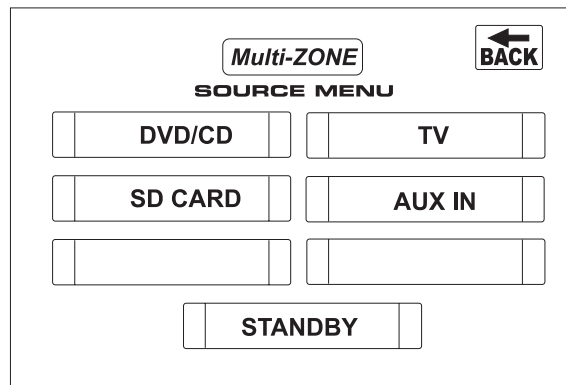 Multi-ZONE
BACK
SOURCE MENU
DVD/CD
TV
SD CARD
AUX IN
STANDBY